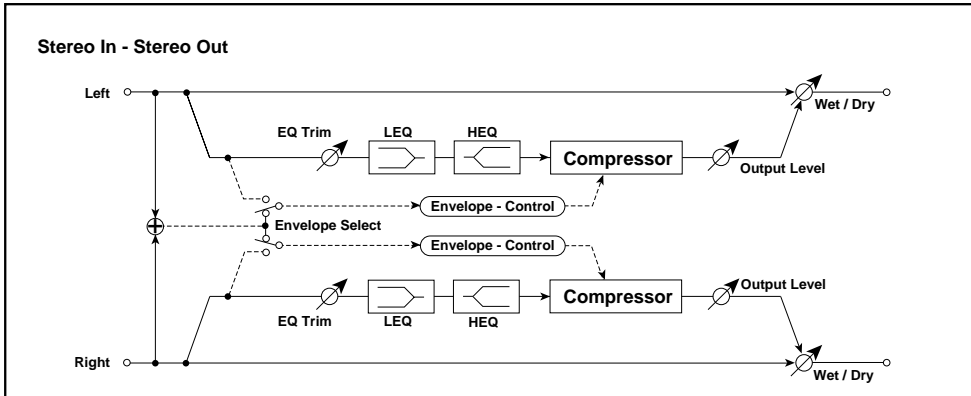 Stereo In - Stereo Out
Left
Wet / Dry
EQ Trim
LEQ
HEQ
Compressor
Output Level
Envelope - Control
Envelope Select
Envelope - Control
Output Level
Compressor
EQ Trim
LEQ
HEQ
Right
Wet / Dry